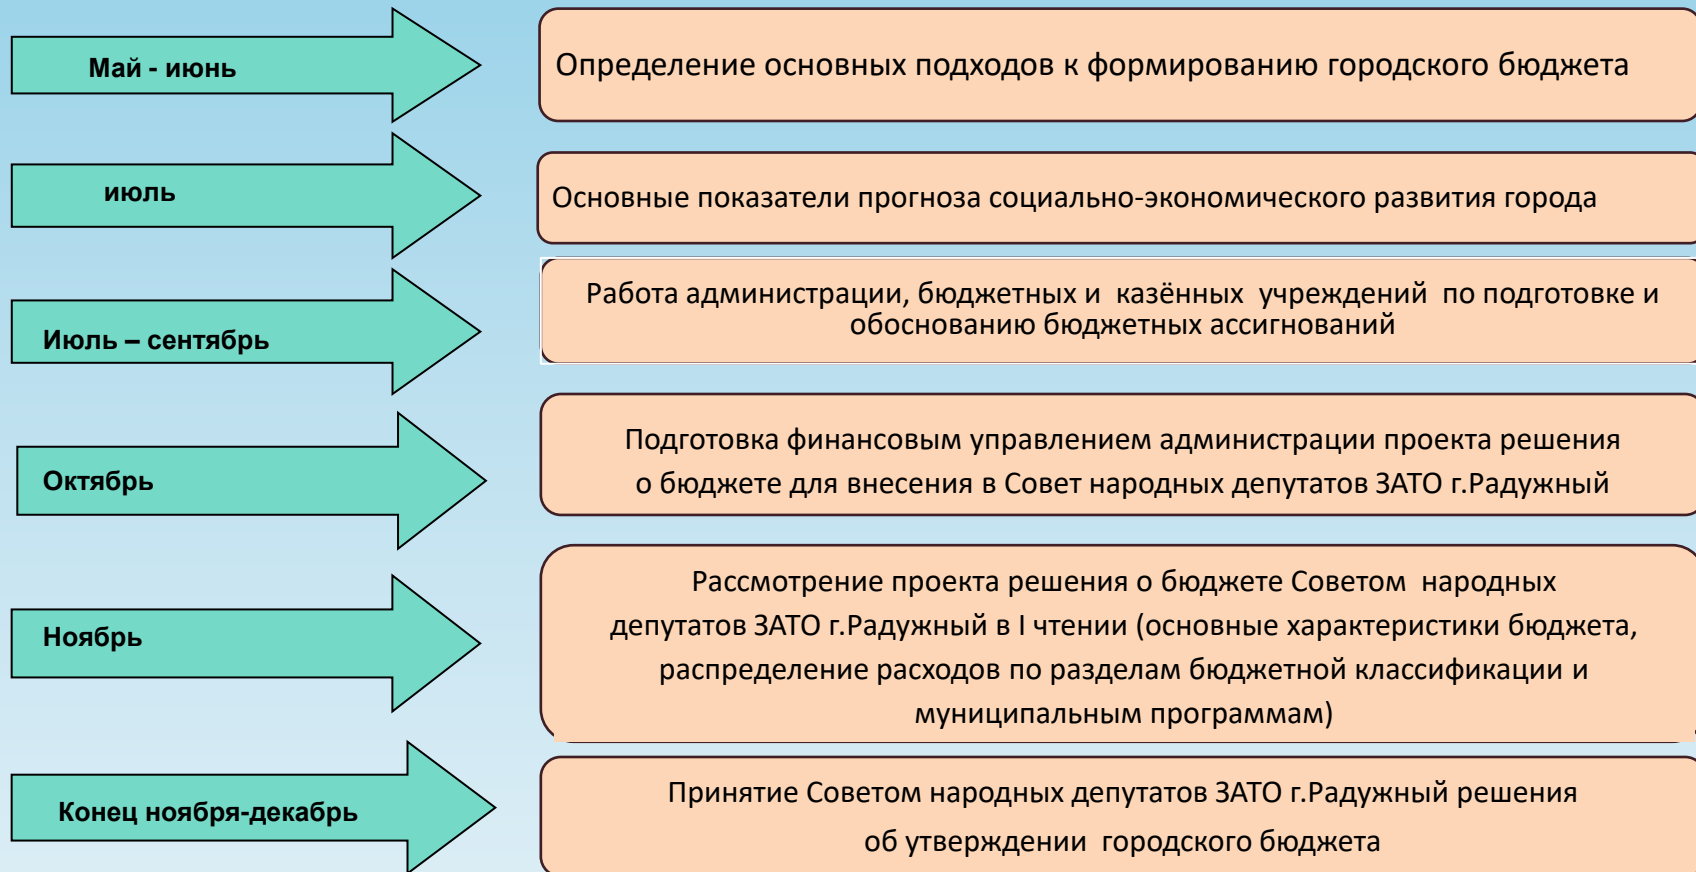 Май - июнь
Определение основных подходов к формированию городского бюджета
июль
Основные показатели прогноза социально-экономического развития города
Июль – сентябрь
Работа администрации, бюджетных и казённых учреждений по подготовке и
обоснованию бюджетных ассигнований
Октябрь
Подготовка финансовым управлением администрации проекта решения
о бюджете для внесения в Совет народных депутатов ЗАТО г.Радужный
Ноябрь
Рассмотрение проекта решения о бюджете Советом народных
депутатов ЗАТО г.Радужный в I чтении (основные характеристики бюджета,
распределение расходов по разделам бюджетной классификации и
муниципальным программам)
Конец ноября-декабрь
Принятие Советом народных депутатов ЗАТО г.Радужный решения
об утверждении городского бюджета